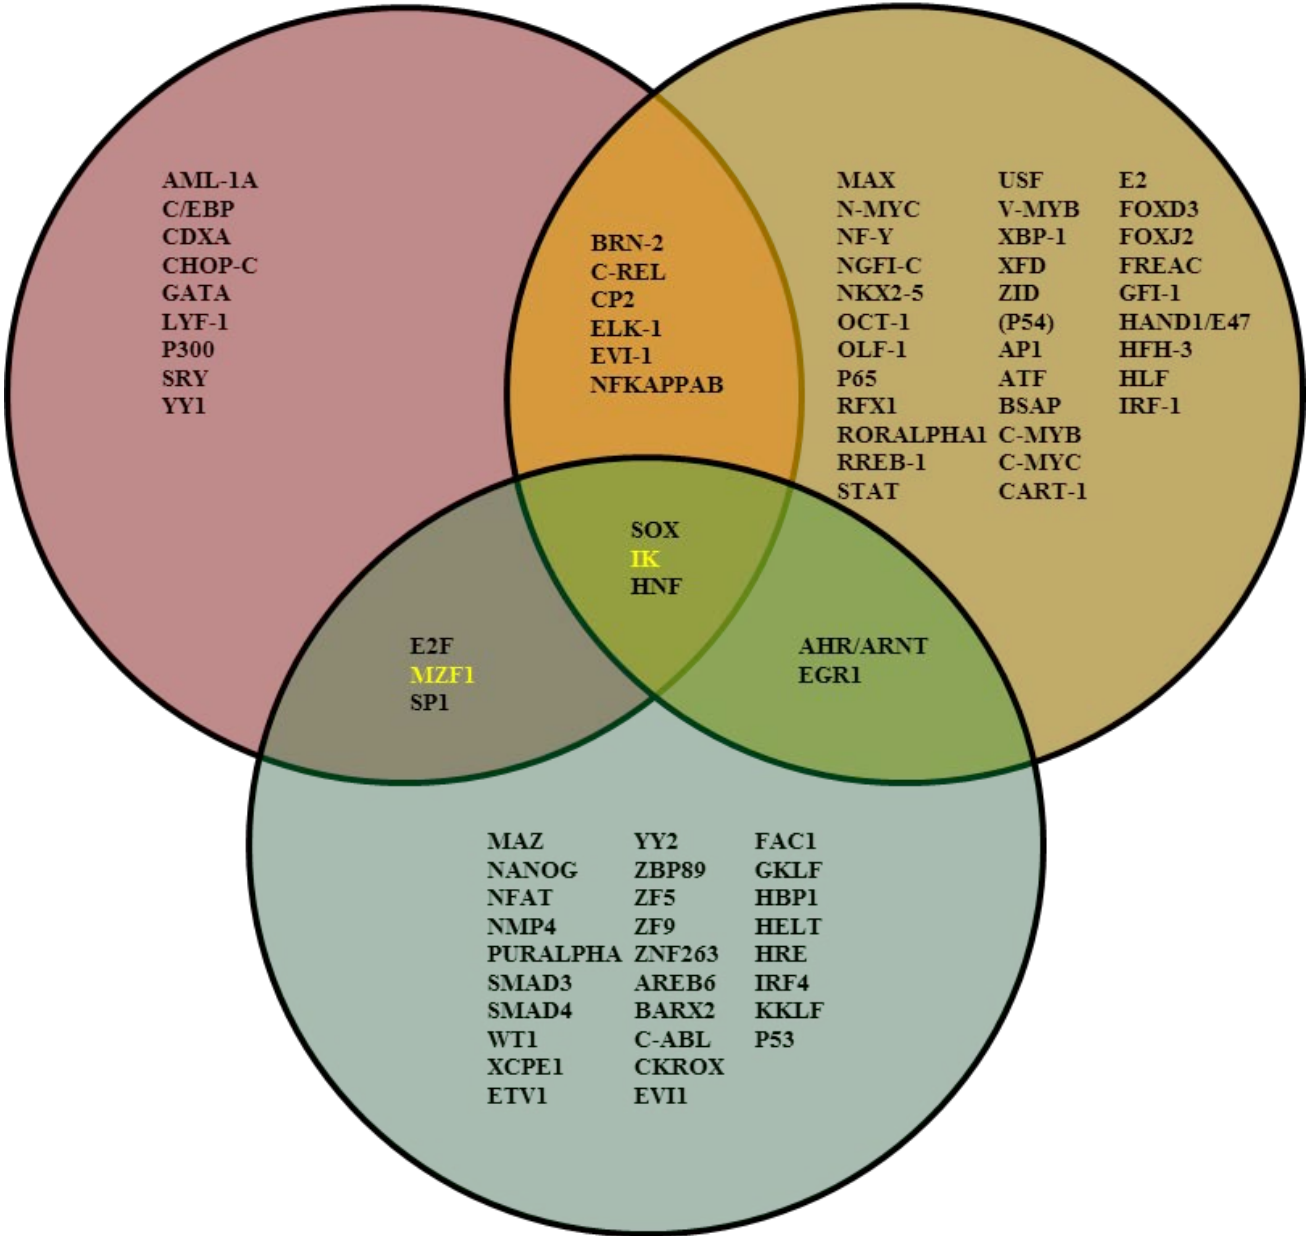 AML-1A
C/EBP
CDXA
CHOP-C
GATA
LYF-1
P300
SRY
YY1
BRN-2
C-REL
CP2
ELK-1
EVI-1
NFKAPPAB
MAX USF E2
N-MYC V-MYB FOXD3
NF-Y XBP-1 FOXJ2
NGFI-C XFD FREAC
NKX2-5 ZID GFI-1
OCT-1 (P54) HAND1/E47
OLF-1 AP1 HFH-3
P65 ATF HLF
RFX1 BSAP IRF-1
RORALPHA1 C-MYB
RREB-1 C-MYC
STAT CART-1
SOX
IK
HNF
E2F
MZF1
SP1
AHR/ARNT
EGR1
MAZ YY2 FAC1
NANOG ZBP89 GKLF
NFAT ZF5 HBP1
NMP4 ZF9 HELT
PURALPHA ZNF263 HRE
SMAD3 AREB6 IRF4
SMAD4 BARX2 KKLF
WT1 C-ABL P53
XCPE1 CKROX
ETV1 EVI1